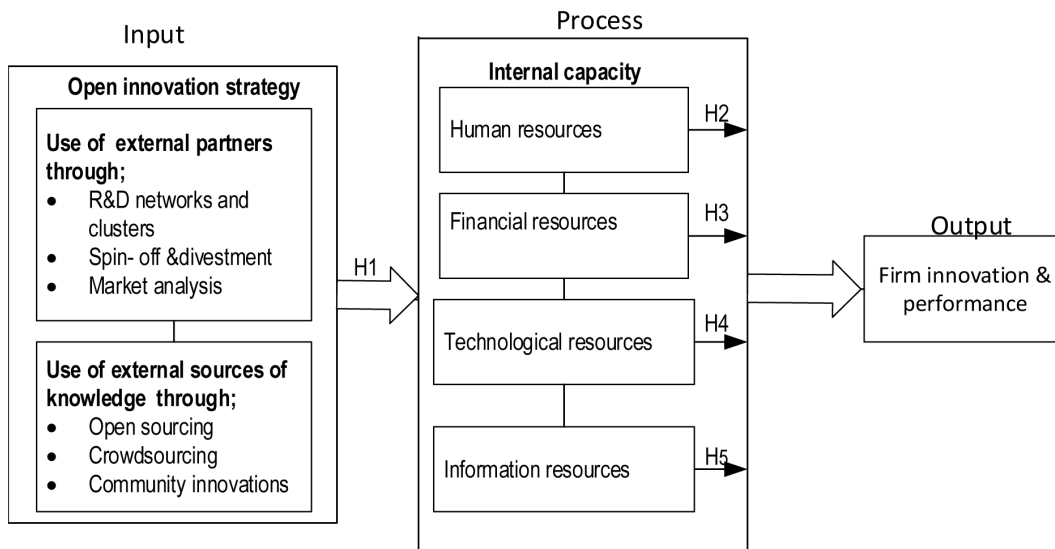 Input
Open innovation strategy
Use of external partners
through;
• R&D networks and
clusters
• Spin- off &divestment
• Market analysis
Use of external sources of
knowledge through;
• Open sourcing
• Crowdsourcing
• Community innovations
H1
Process
Internal capacity
Human resources
H2
Financial resources
H3
Technological resources
H4
Information resources
H5
Output
Firm innovation &
performance